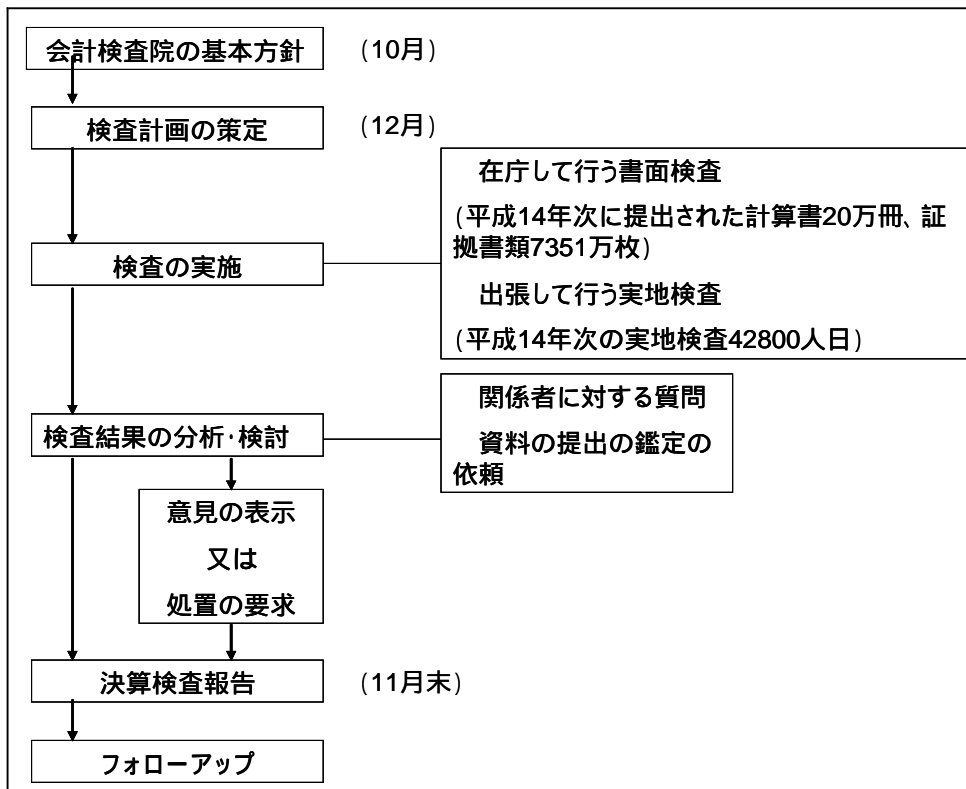 会計検査院の基本方針
(10月)
検査計画の策定
(12月)
在庁して行う書面検査
(平成14年次に提出された計算書20万冊、証
拠書類7351万枚)
検査の実施
出張して行う実地検査
(平成14年次の実地検査42800人日)
関係者に対する質問
検査結果の分析・検討
資料の提出の鑑定の
依頼
意見の表示
又は
処置の要求
決算検査報告
(11月末)
フォローアップ